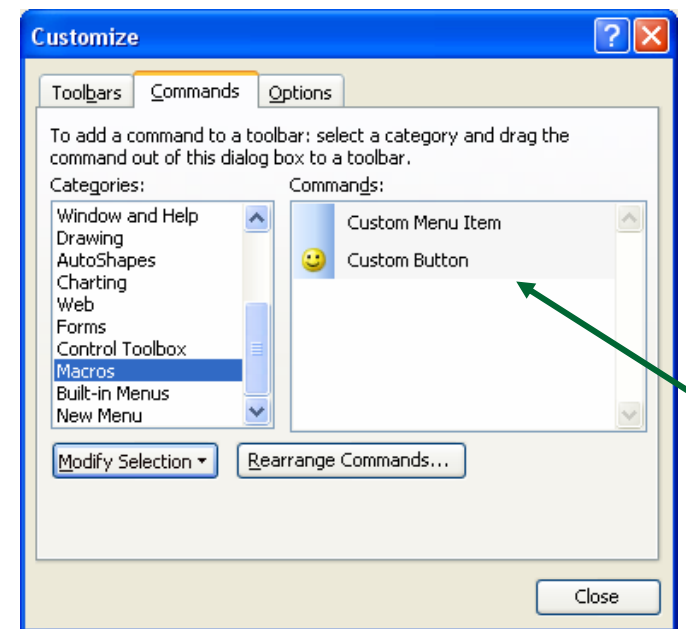 Customize
Toolbars Commands Options
To add a command to a toolbar: select a category and drag the
command out of this dialog box to a toolbar.
Categories: Commands:
Window and Help
Drawing
AutoShapes
Charting
Web
Forms
Control Toolbox
Macros
Built-in Menus
New Menu
Custom Menu Item
Custom Button
Modify Selection Rearrange Commands...
Close